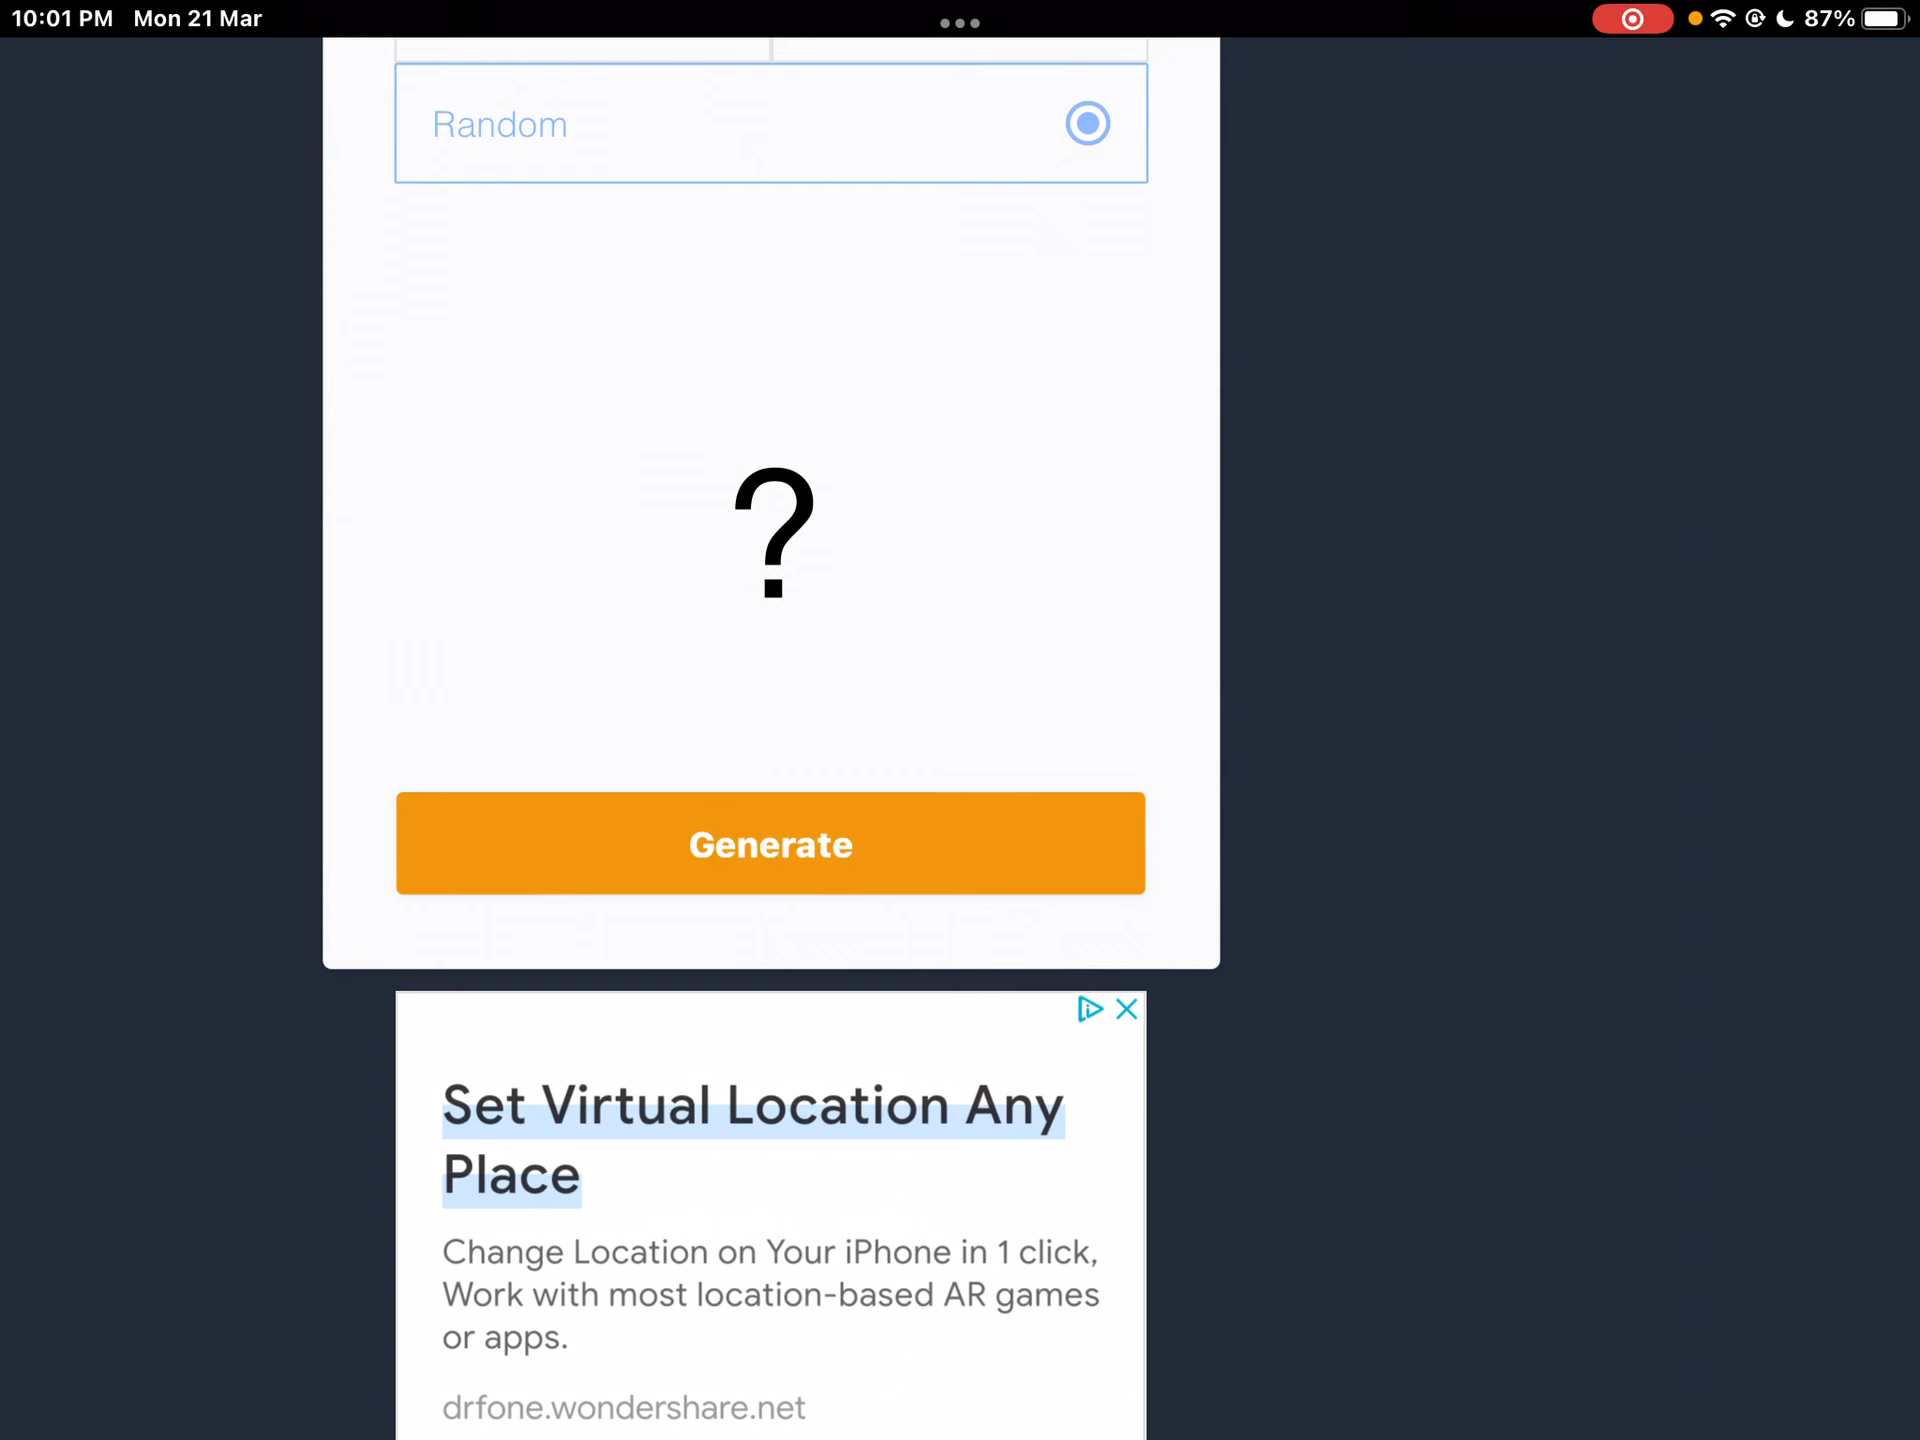 10:01 PM Mon 21 Mar
87%
Random
?
Generate
Set Virtual Location Any
Place
Change Location on Your iPhone in 1 click,
Work with most location-based AR games
or apps.
drfone.wondershare.net